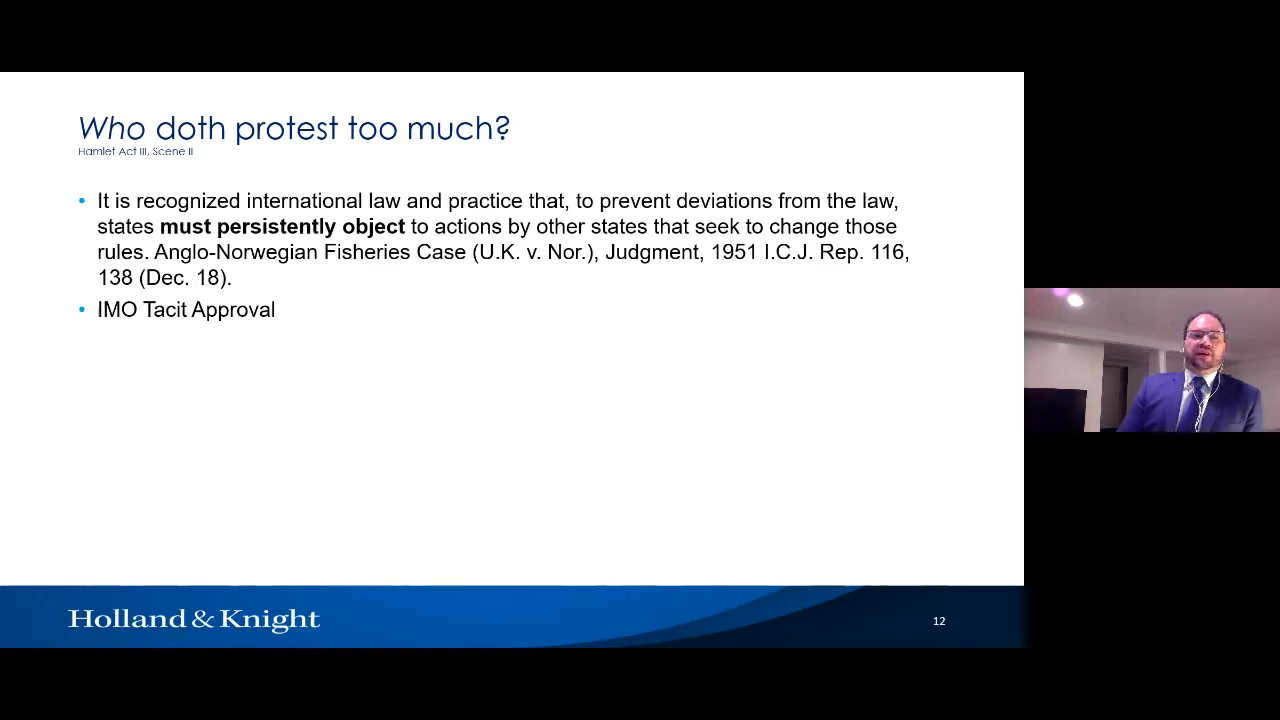 Who doth protest too much?
Hamlet Act III, Scene II
• It is recognized international law and practice that, to prevent deviations from the law,
states must persistently object to actions by other states that seek to change those
rules. Anglo-Norwegian Fisheries Case (U.K. v. Nor.), Judgment, 1951 I.C.J. Rep. 116,
138 (Dec. 18).
• IMO Tacit Approval
Holland & Knight
12